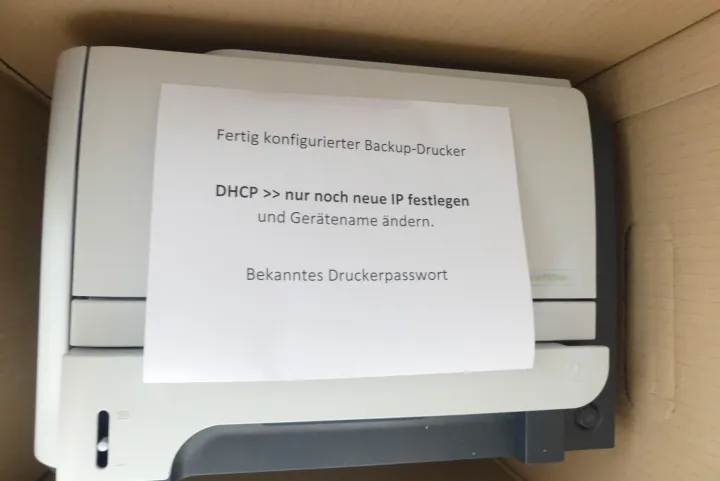 Fertig konfigurierter Backup-Drucker
DHCP >> nur noch neue IP festlegen
und Gerätename ändern.
Bekanntes Druckerpasswort